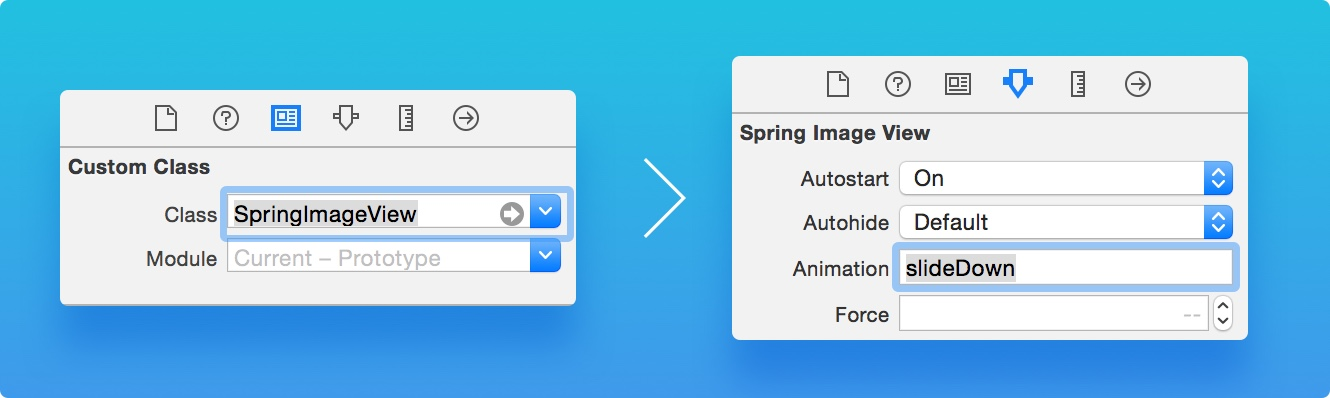 Custom Class
Class SpringImageView
Module Current – Prototype
Spring Image View
Autostart On
Autohide Default
Animation slideDown
Force --